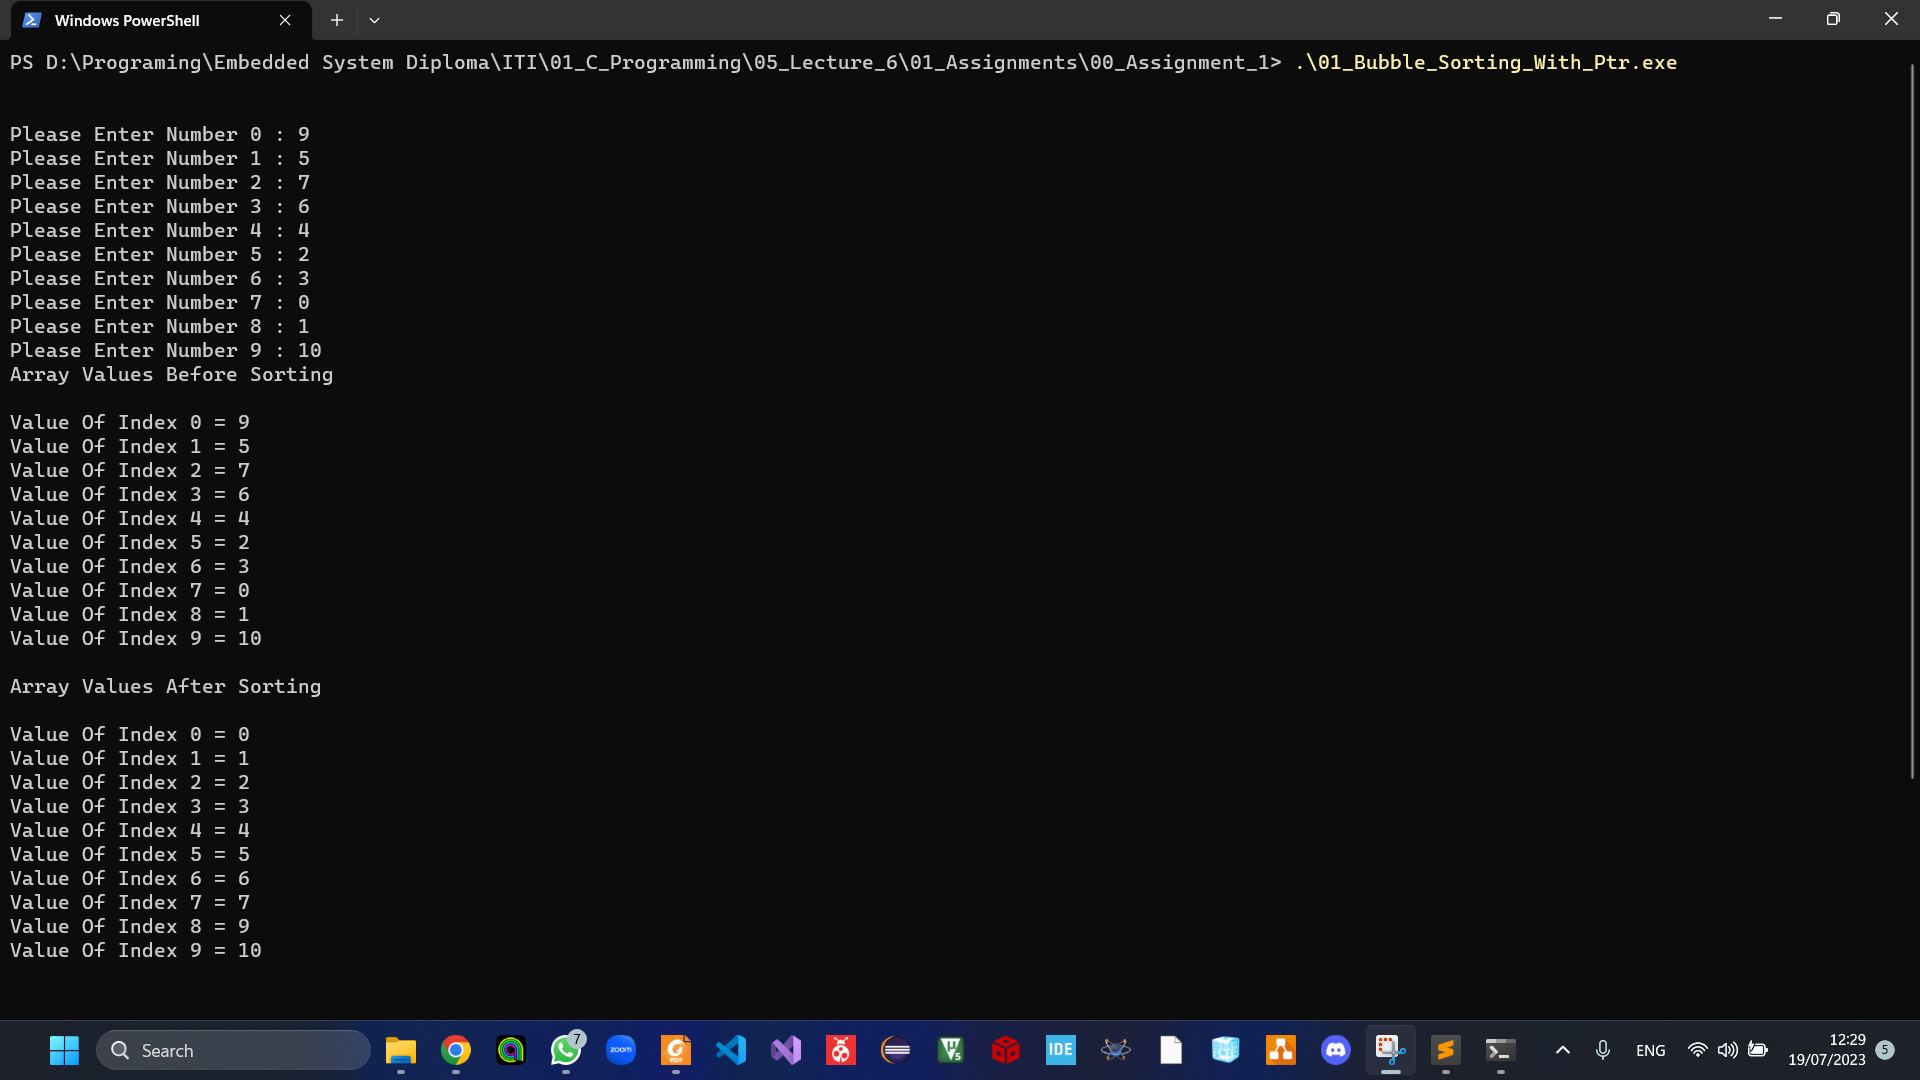 Windows PowerShell
PS D:\Programing\Embedded System Diploma\ITI\01_C_Programming\05_Lecture_6\01_Assignments\00_Assignment_1> .\01_Bubble_Sorting_With_Ptr.exe
Please Enter Number 0 : 9
Please Enter Number 1 : 5
Please Enter Number 2 : 7
Please Enter Number 3 : 6
Please Enter Number 4 : 4
Please Enter Number 5 : 2
Please Enter Number 6 : 3
Please Enter Number 7 : 0
Please Enter Number 8 : 1
Please Enter Number 9 : 10
Array Values Before Sorting
Value Of Index 0 = 9
Value Of Index 1 = 5
Value Of Index 2 = 7
Value Of Index 3 = 6
Value Of Index 4 = 4
Value Of Index 5 = 2
Value Of Index 6 = 3
Value Of Index 7 = 0
Value Of Index 8 = 1
Value Of Index 9 = 10
Array Values After Sorting
Value Of Index 0 = 0
Value Of Index 1 = 1
Value Of Index 2 = 2
Value Of Index 3 = 3
Value Of Index 4 = 4
Value Of Index 5 = 5
Value Of Index 6 = 6
Value Of Index 7 = 7
Value Of Index 8 = 9
Value Of Index 9 = 10
Search
7
zoom
PDF
V5
IDE
ENG
12:29
19/07/2023
5